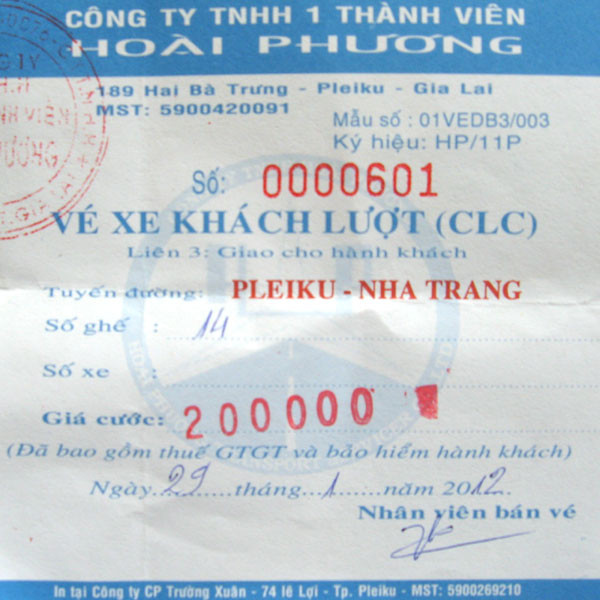 CÔNG TY TNHH 1 THÀNH VIÊN
HOÀI PHƯƠNG
189 Hai Bà Trưng - Pleiku - Gia Lai
MST: 5900420091
Mẫu số : 01VEDB3/003
Ký hiệu: HP/11P
Số: 0000601
VÉ XE KHÁCH LƯỢT (CLC)
Liên 3: Giao cho hành khách
Tuyến đường: PLEIKU - NHA TRANG
Số ghế : 14
Số xe :
Giá cước: 200000
(Đã bao gồm thuế GTGT và bảo hiểm hành khách)
Ngày 29 tháng 1 năm 2012.
Nhân viên bán vé
In tại Công ty CP Trường Xuân - 74 lê Lợi - Tp. Pleiku - MST: 5900269210